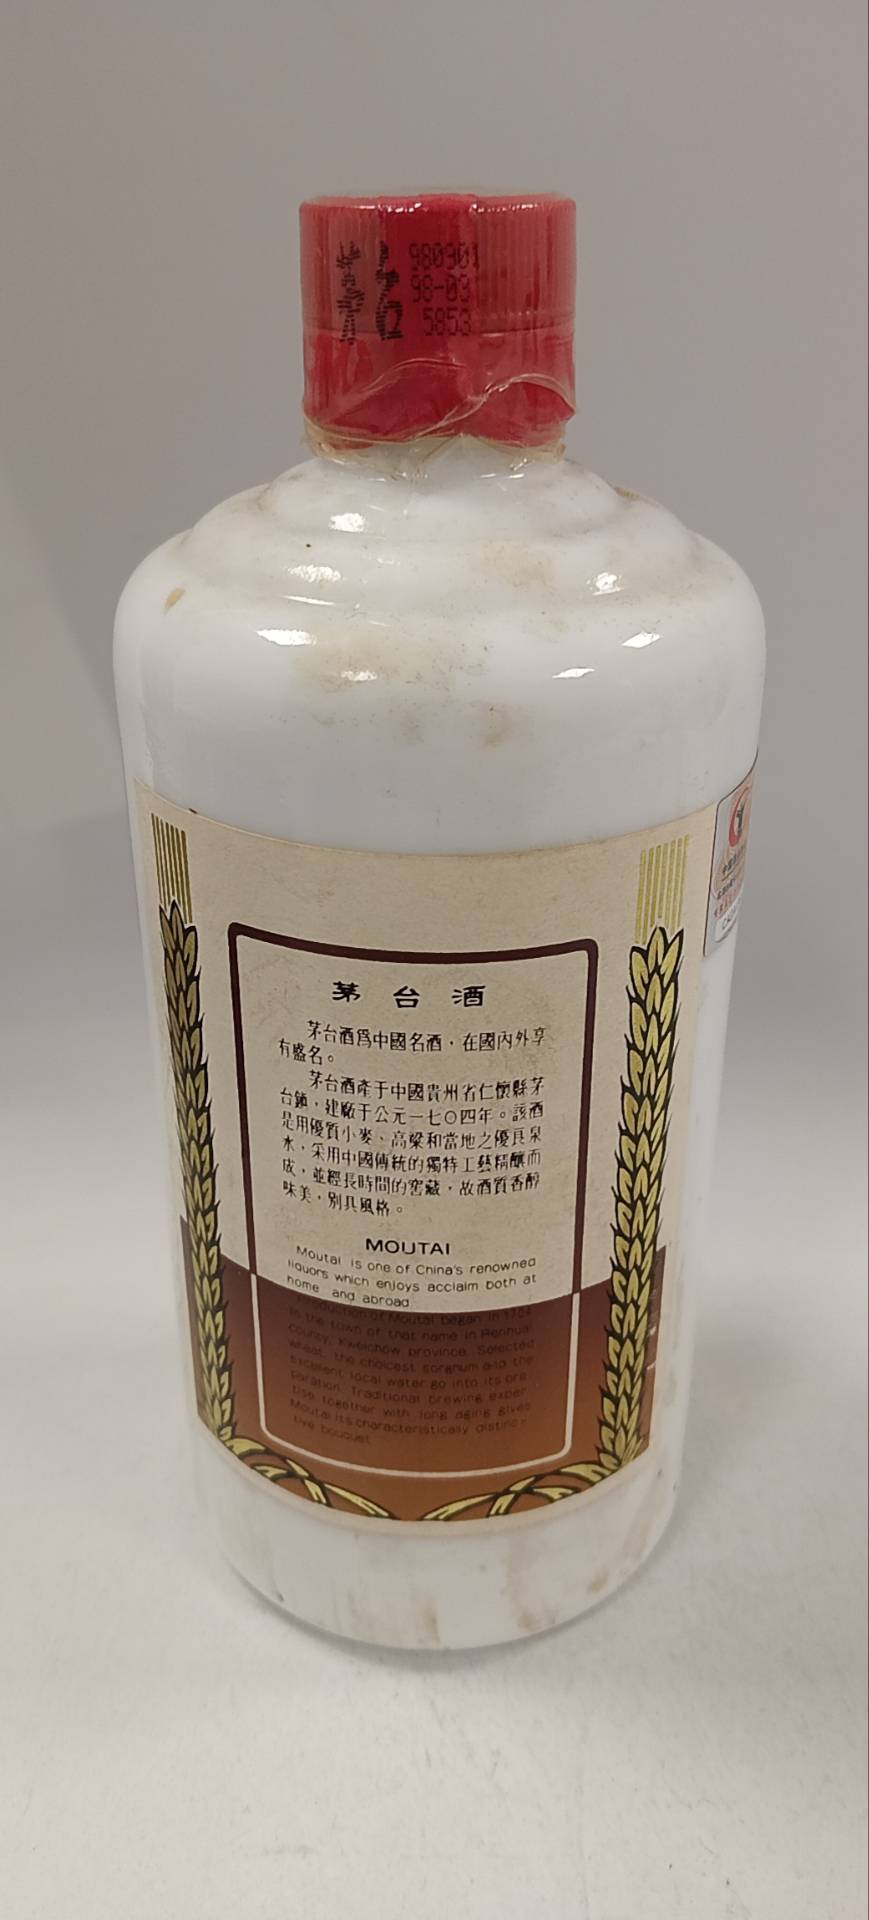 茅台
980901
98-09
5853
茅台酒
茅台酒爲中國名酒，在國內外享
有盛名。
茅台酒產于中國貴州省仁懷縣茅
台鎮，建廠于公元一七〇四年。該酒
是用優質小麥、高粱和當地之優良泉
水，采用中國傳統的獨特工藝精釀而
成，並經長時間的窖藏，故酒質香醇
味美，別具風格。
MOUTAI
Moutai is one of China's renowned
liquors which enjoys acclaim both at
home and abroad
Production of Moutai began in 1704
in the town of that name in Renhuai
county, Kweichow province. Selected
wheat, the choicest sorghum and the
excellent local water go into its pre-
paration. Traditional brewing exper-
tise together with long aging gives
Moutai its characteristically distinc-
tive bouquet